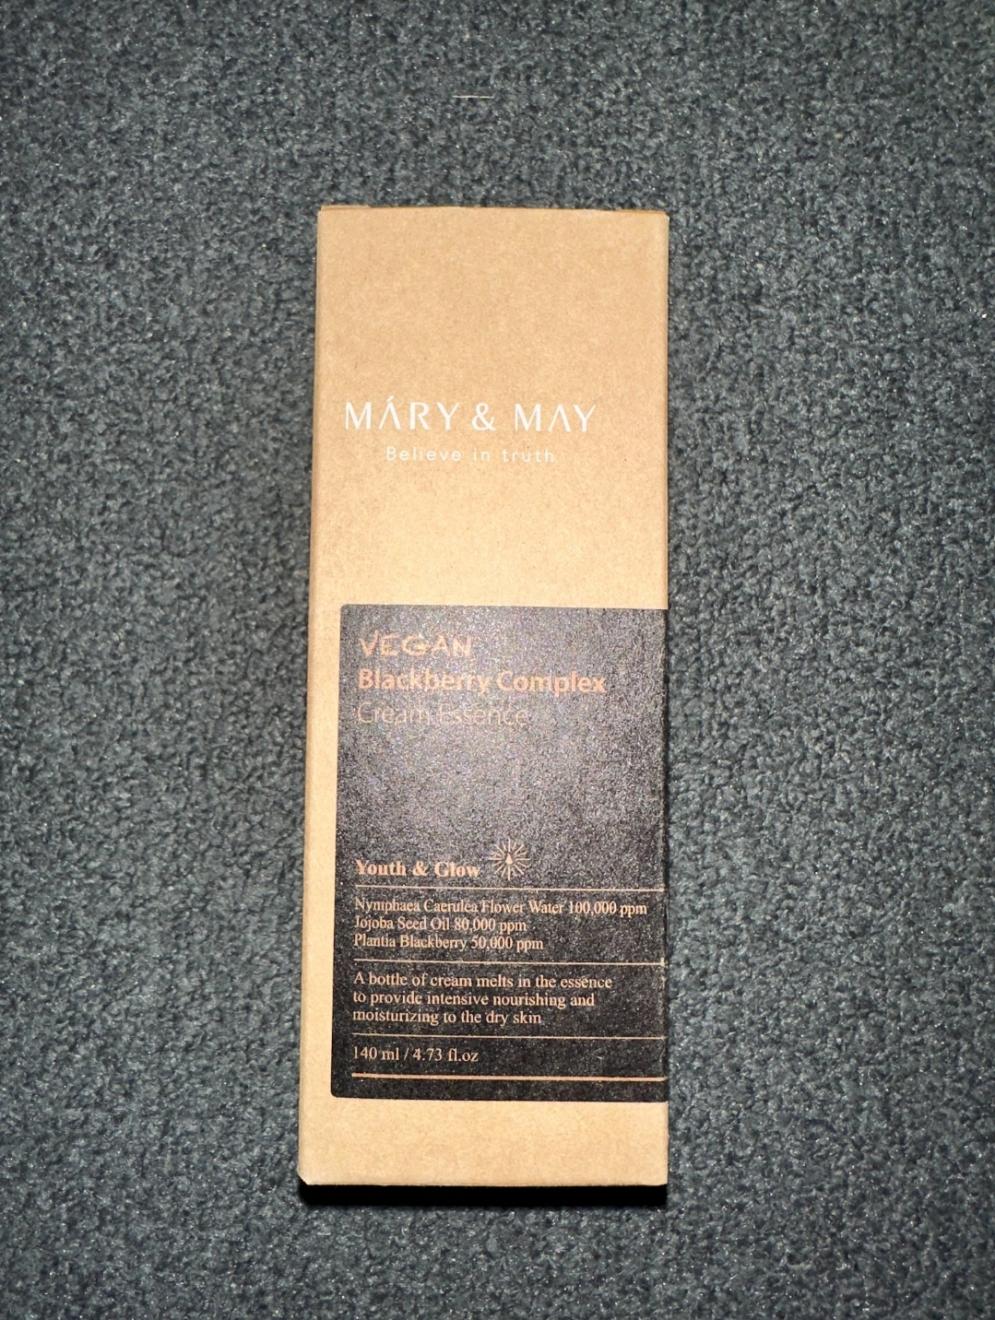 MÁRY & MAY
Believe in truth
VEGAN
Blackberry Complex
Cream Essence
Youth & Glow
Nymphaea Caerulea Flower Water 100,000 ppm
Jojoba Seed Oil 80,000 ppm
Plantia Blackberry 50,000 ppm
A bottle of cream melts in the essence
to provide intensive nourishing and
moisturizing to the dry skin
140 ml / 4.73 fl.oz